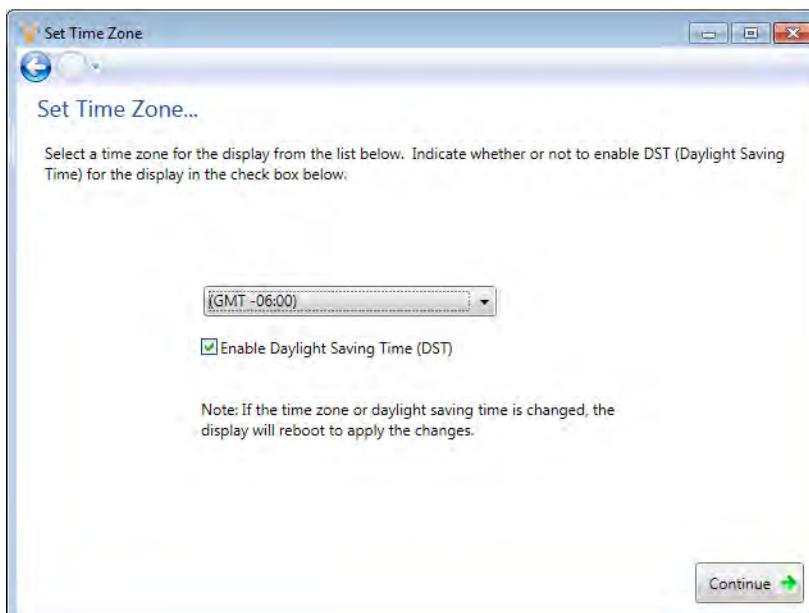 Set Time Zone
Set Time Zone...
Select a time zone for the display from the list below. Indicate whether or not to enable DST (Daylight Saving
Time) for the display in the check box below.
(GMT -06:00)
Enable Daylight Saving Time (DST)
Note: If the time zone or daylight saving time is changed, the
display will reboot to apply the changes.
Continue